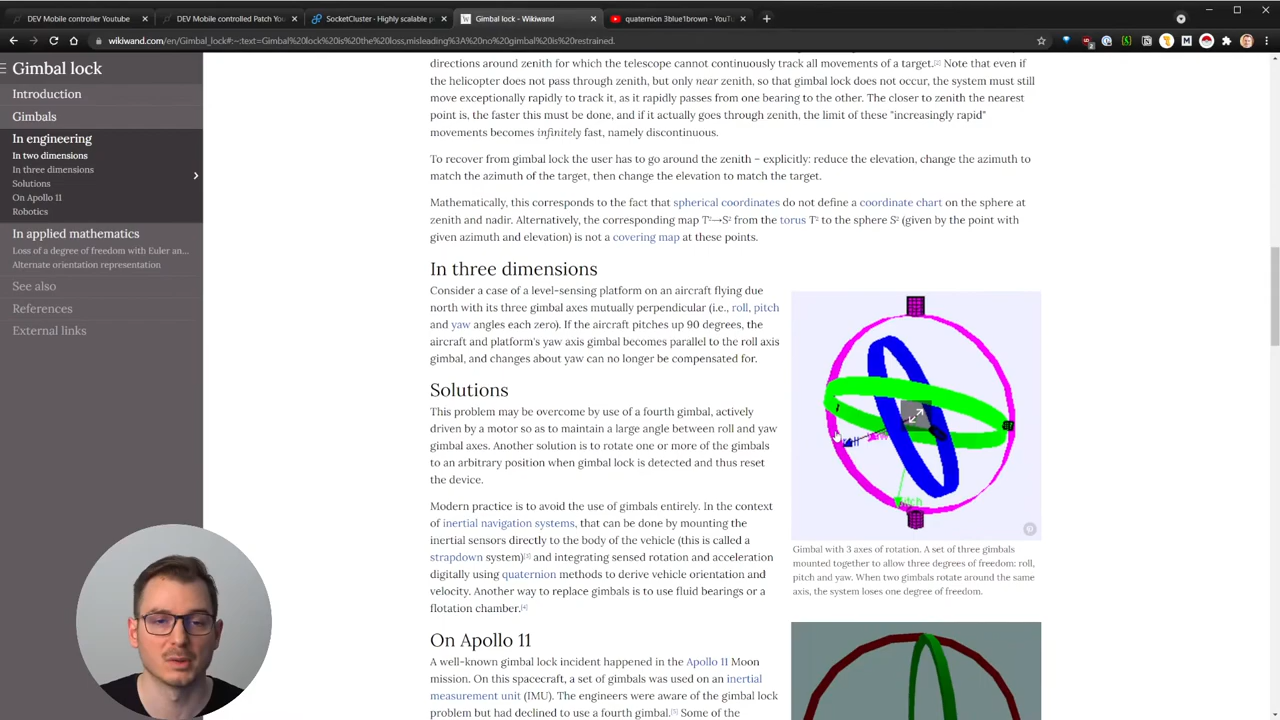 DEV Mobile controlled Youtube
DEV Mobile controlled Patch Yo
SocketCluster - Highly scalable p
Gimbal lock - Wikiwand
quaternion 3blue1brown - YouT
wikiwand.com/en/Gimbal_lock#:~:text=Gimbal%20lock%20is%20the%20loss,misleading%3A%20no%20gimbal%20is%20restrained.
Gimbal lock
Introduction
Gimbals
In engineering
In two dimensions
In three dimensions
Solutions
On Apollo 11
Robotics
In applied mathematics
Loss of a degree of freedom with Euler an...
Alternate orientation representation
See also
References
External links
directions around zenith for which the telescope cannot continuously track all movements of a target.[2] Note that even if
the helicopter does not pass through zenith, but only near zenith, so that gimbal lock does not occur, the system must still
move exceptionally rapidly to track it, as it rapidly passes from one bearing to the other. The closer to zenith the nearest
point is, the faster this must be done, and if it actually goes through zenith, the limit of these "increasingly rapid"
movements becomes infinitely fast, namely discontinuous.
To recover from gimbal lock the user has to go around the zenith – explicitly: reduce the elevation, change the azimuth to
match the azimuth of the target, then change the elevation to match the target.
Mathematically, this corresponds to the fact that spherical coordinates do not define a coordinate chart on the sphere at
zenith and nadir. Alternatively, the corresponding map T²→S² from the torus T² to the sphere S² (given by the point with
given azimuth and elevation) is not a covering map at these points.
In three dimensions
Consider a case of a level-sensing platform on an aircraft flying due
north with its three gimbal axes mutually perpendicular (i.e., roll, pitch
and yaw angles each zero). If the aircraft pitches up 90 degrees, the
aircraft and platform's yaw axis gimbal becomes parallel to the roll axis
gimbal, and changes about yaw can no longer be compensated for.
Solutions
This problem may be overcome by use of a fourth gimbal, actively
driven by a motor so as to maintain a large angle between roll and yaw
gimbal axes. Another solution is to rotate one or more of the gimbals
to an arbitrary position when gimbal lock is detected and thus reset
the device.
Modern practice is to avoid the use of gimbals entirely. In the context
of inertial navigation systems, that can be done by mounting the
inertial sensors directly to the body of the vehicle (this is called a
strapdown system)[3] and integrating sensed rotation and acceleration
digitally using quaternion methods to derive vehicle orientation and
velocity. Another way to replace gimbals is to use fluid bearings or a
flotation chamber.[4]
Gimbal with 3 axes of rotation. A set of three gimbals
mounted together to allow three degrees of freedom: roll,
pitch and yaw. When two gimbals rotate around the same
axis, the system loses one degree of freedom.
On Apollo 11
A well-known gimbal lock incident happened in the Apollo 11 Moon
mission. On this spacecraft, a set of gimbals was used on an inertial
measurement unit (IMU). The engineers were aware of the gimbal lock
problem but had declined to use a fourth gimbal.[5] Some of the